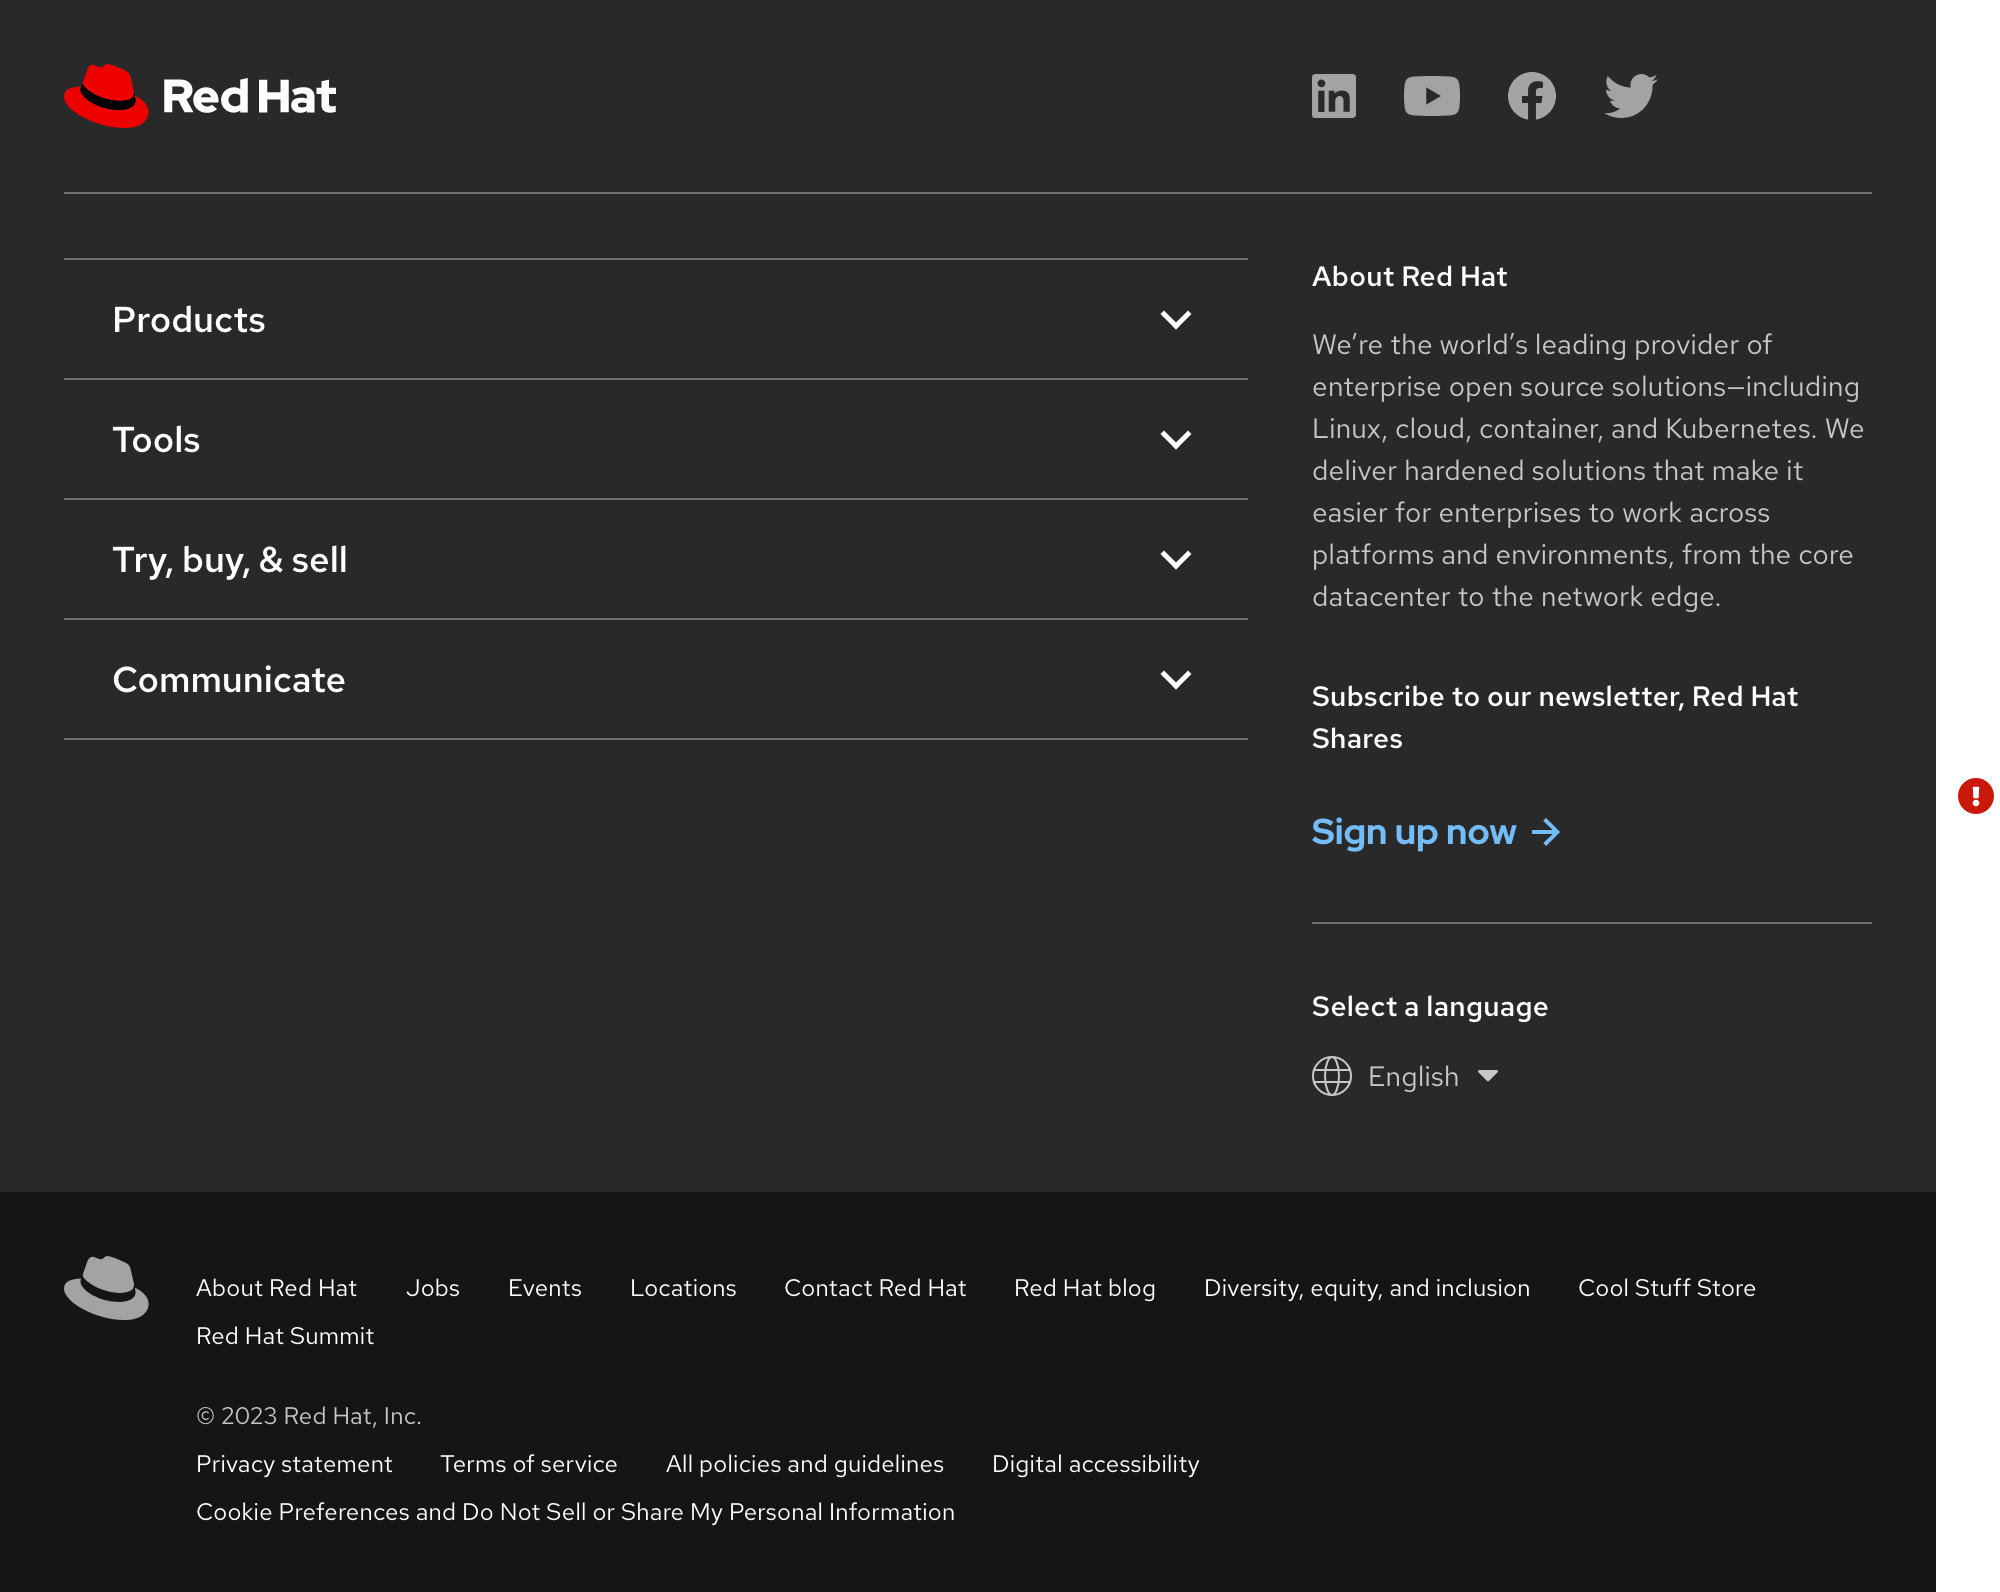 Red Hat
Products
Tools
Try, buy, & sell
Communicate
About Red Hat
We’re the world’s leading provider of
enterprise open source solutions—including
Linux, cloud, container, and Kubernetes. We
deliver hardened solutions that make it
easier for enterprises to work across
platforms and environments, from the core
datacenter to the network edge.
Subscribe to our newsletter, Red Hat
Shares
Sign up now
Select a language
English
About Red Hat Jobs Events Locations Contact Red Hat Red Hat blog Diversity, equity, and inclusion Cool Stuff Store
Red Hat Summit
© 2023 Red Hat, Inc.
Privacy statement Terms of service All policies and guidelines Digital accessibility
Cookie Preferences and Do Not Sell or Share My Personal Information